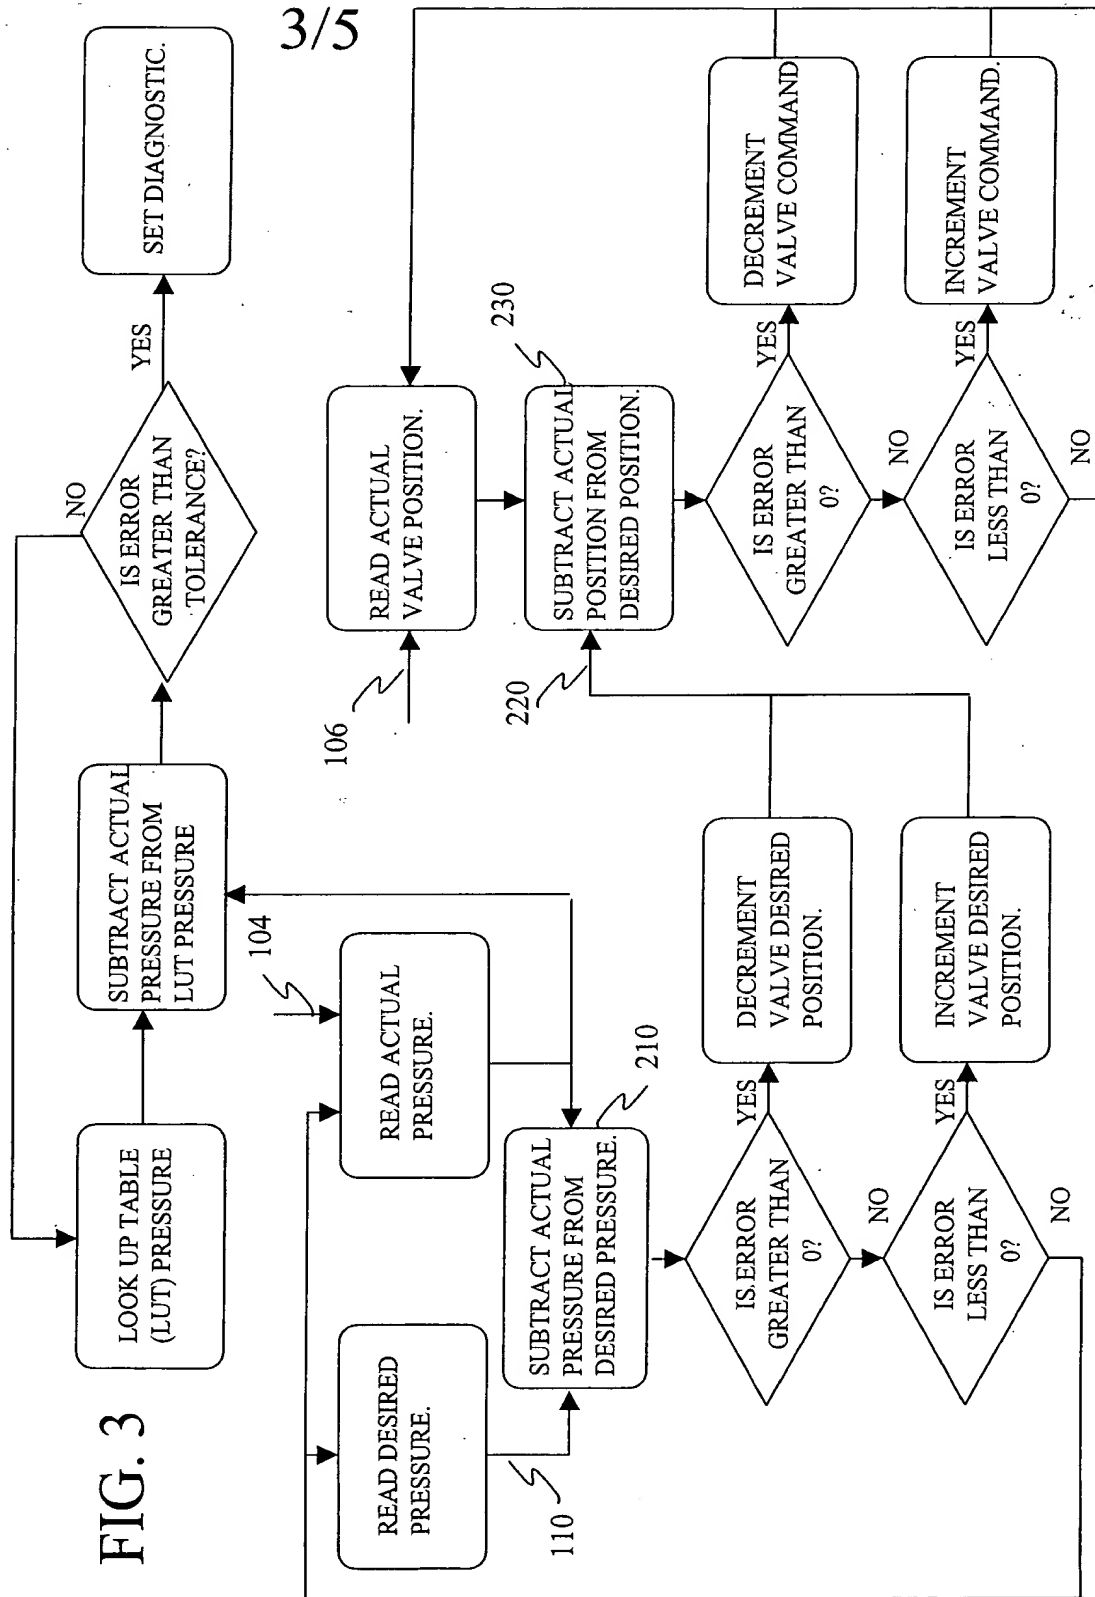 3/5
FIG. 3
LOOK UP TABLE
(LUT) PRESSURE
SUBTRACT ACTUAL
PRESSURE FROM
LUT PRESSURE
IS ERROR
GREATER THAN
TOLERANCE?
NO
YES
SET DIAGNOSTIC.
READ DESIRED
PRESSURE.
110
READ ACTUAL
PRESSURE.
104
SUBTRACT ACTUAL
PRESSURE FROM
DESIRED PRESSURE.
210
IS ERROR
GREATER THAN
0?
YES
DECREMENT
VALVE DESIRED
POSITION.
NO
IS ERROR
LESS THAN
0?
YES
INCREMENT
VALVE DESIRED
POSITION.
NO
106
READ ACTUAL
VALVE POSITION.
220
SUBTRACT ACTUAL
POSITION FROM
DESIRED POSITION.
230
IS ERROR
GREATER THAN
0?
YES
DECREMENT
VALVE COMMAND
NO
IS ERROR
LESS THAN
0?
YES
INCREMENT
VALVE COMMAND.
NO